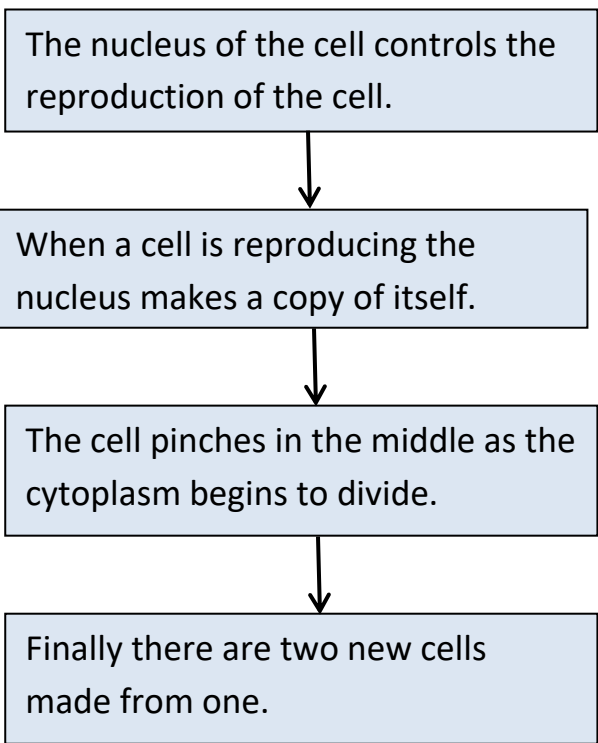 The nucleus of the cell controls the
reproduction of the cell.
When a cell is reproducing the
nucleus makes a copy of itself.
The cell pinches in the middle as the
cytoplasm begins to divide.
Finally there are two new cells
made from one.